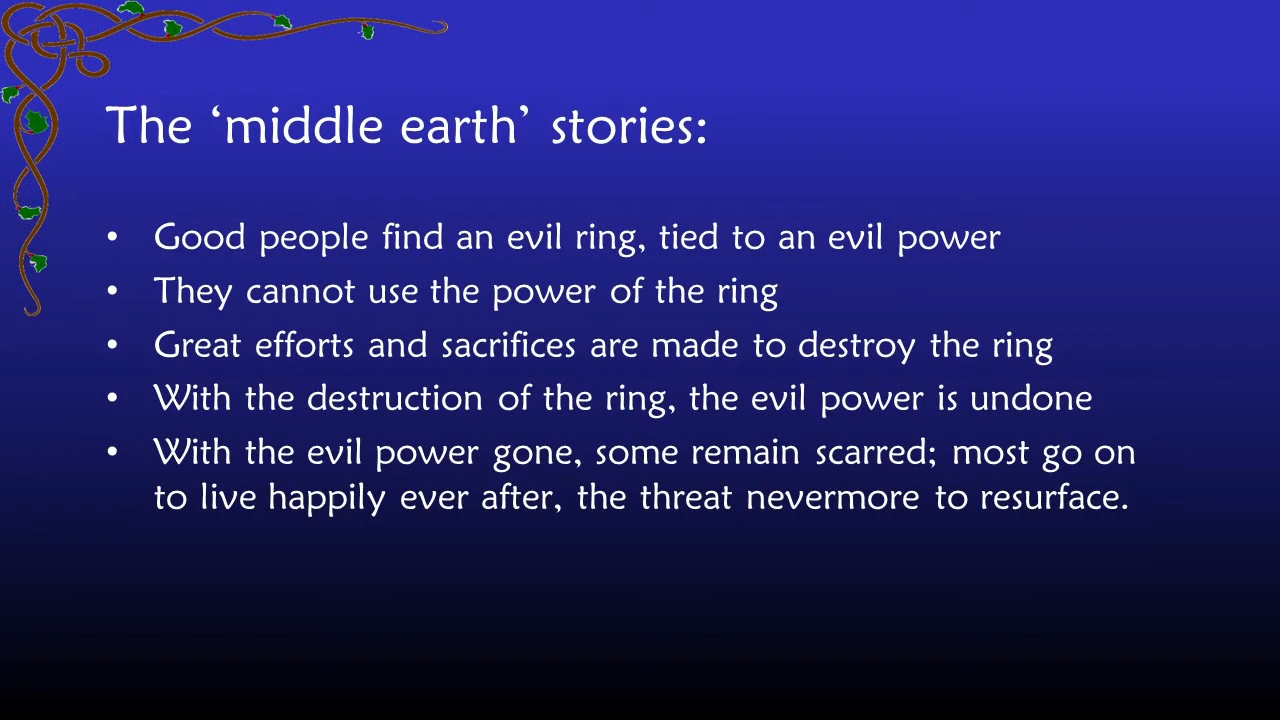 The ‘middle earth’ stories:
• Good people find an evil ring, tied to an evil power
• They cannot use the power of the ring
• Great efforts and sacrifices are made to destroy the ring
• With the destruction of the ring, the evil power is undone
• With the evil power gone, some remain scarred; most go on
to live happily ever after, the threat nevermore to resurface.